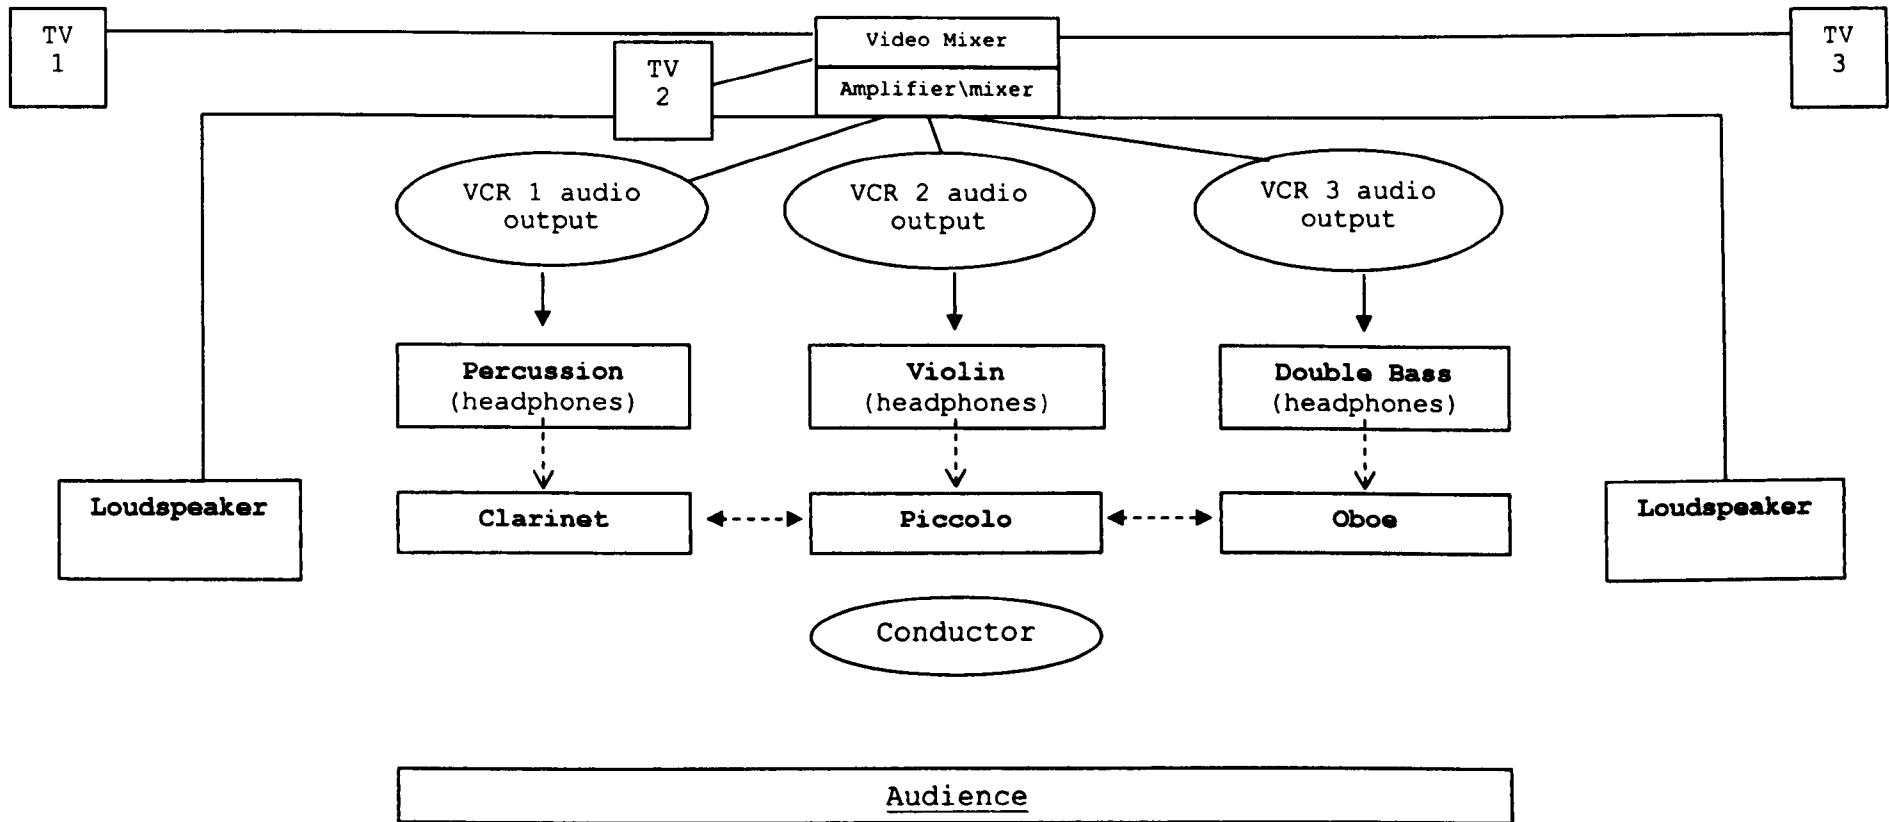 TV
1
Video Mixer
TV
3
TV
2
Amplifier\mixer
VCR 1 audio
output
VCR 2 audio
output
VCR 3 audio
output
Percussion
(headphones)
Violin
(headphones)
Double Bass
(headphones)
Loudspeaker
Clarinet
Piccolo
Oboe
Loudspeaker
Conductor
Audience